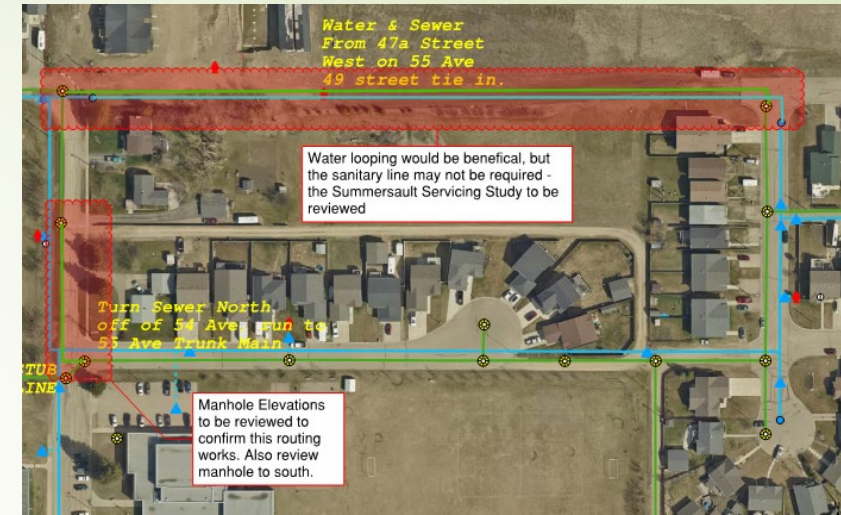 Water & Sewer
From 47a Street
West on 55 Ave
49 street tie in.
Water looping would be benefical, but
the sanitary line may not be required -
the Summersault Servicing Study to be
reviewed
Turn Sewer North
off of 54 Ave run to
55 Ave Trunk Main
STUB
LINE
Manhole Elevations
to be reviewed to
confirm this routing
works. Also review
manhole to south.